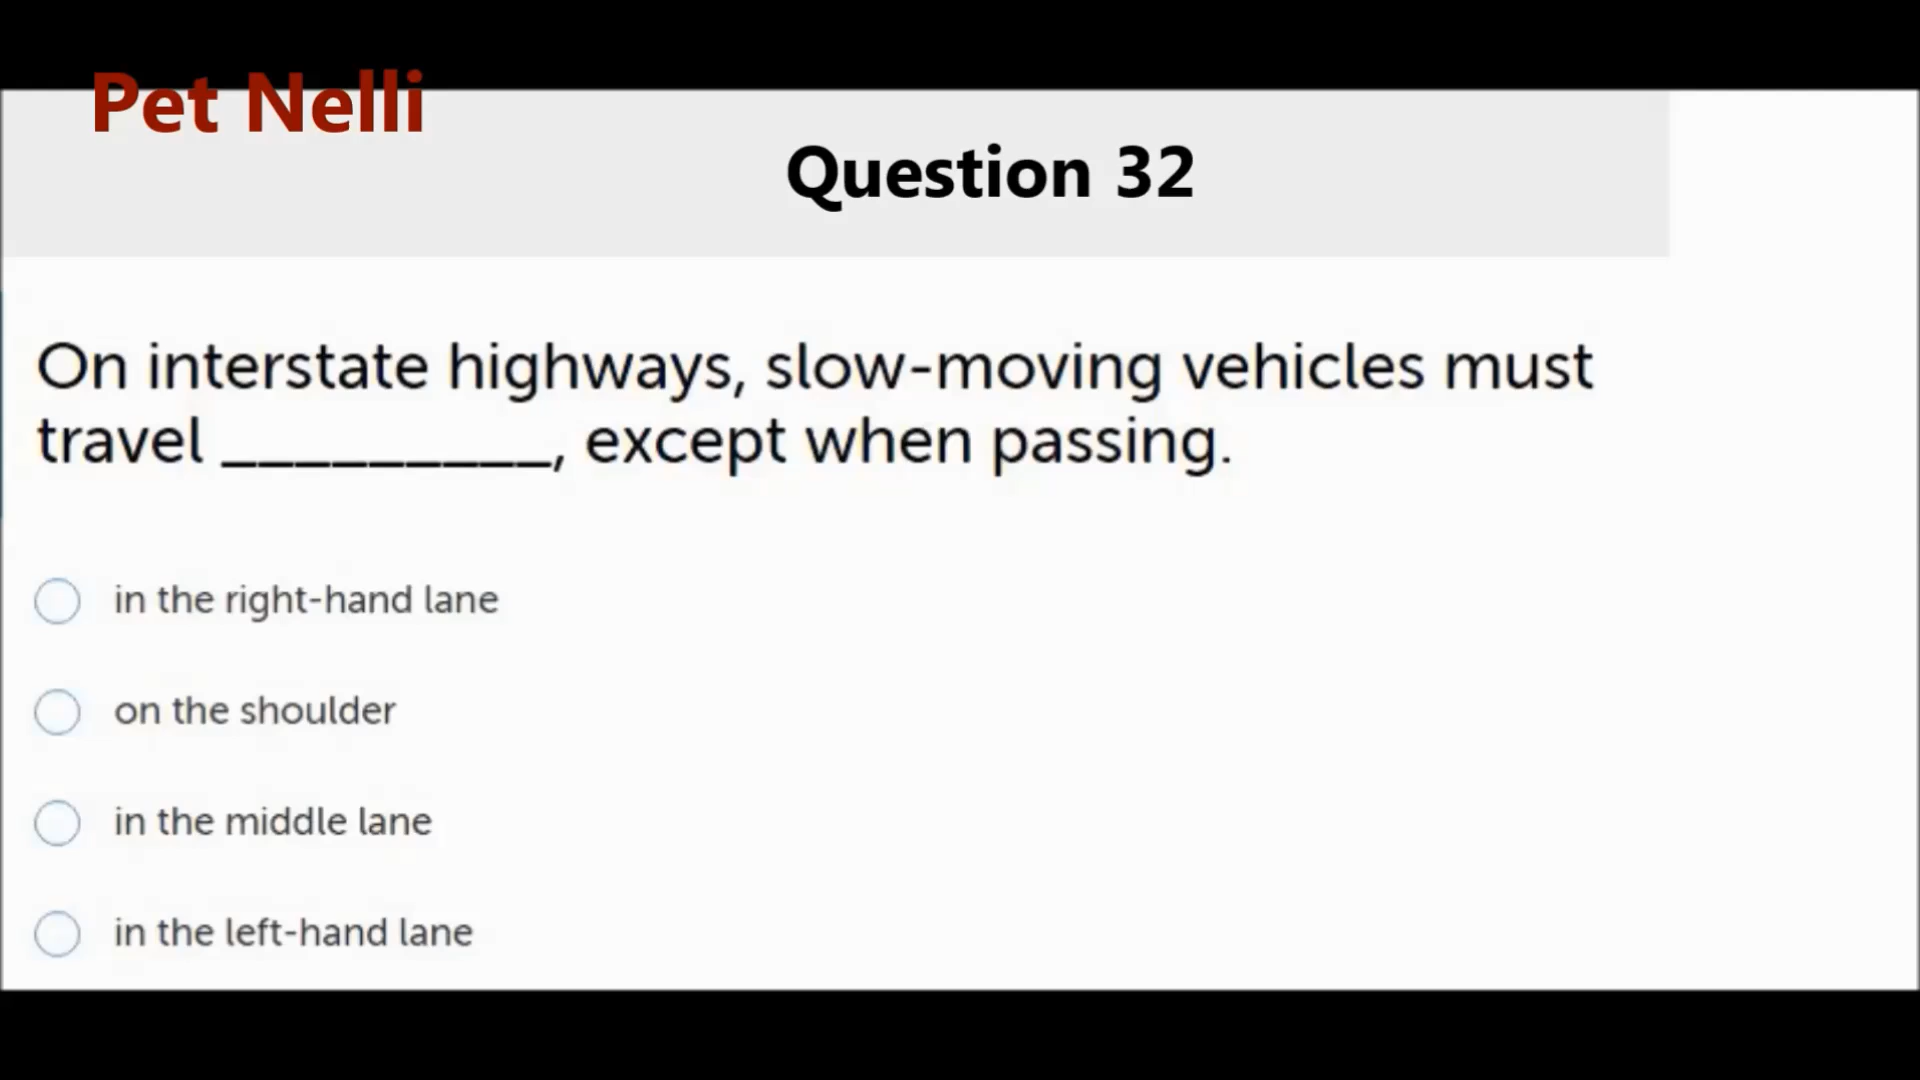 Pet Nelli
Question 32
On interstate highways, slow-moving vehicles must
travel _________, except when passing.
in the right-hand lane
on the shoulder
in the middle lane
in the left-hand lane